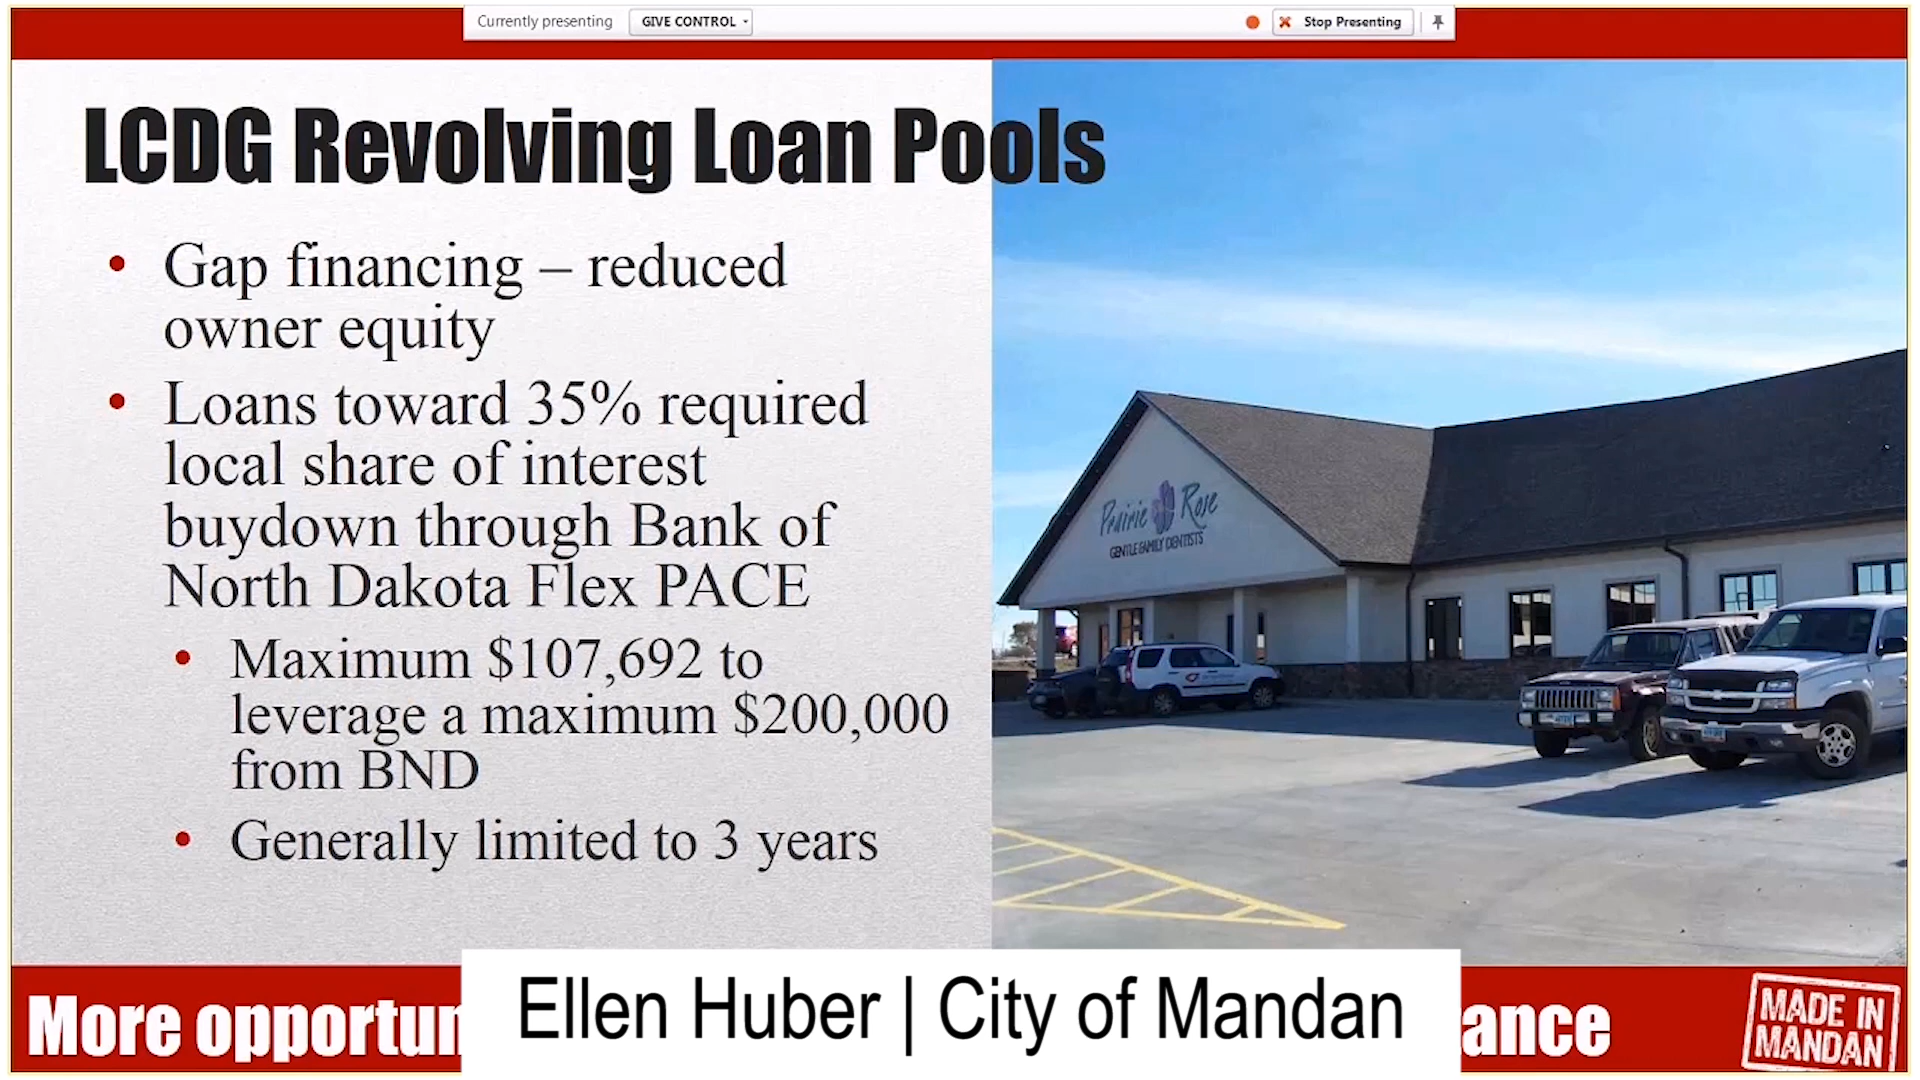 Currently presenting
GIVE CONTROL
Stop Presenting
LCDG Revolving Loan Pools
• Gap financing – reduced
owner equity
• Loans toward 35% required
local share of interest
buydown through Bank of
North Dakota Flex PACE
• Maximum $107,692 to
leverage a maximum $200,000
from BND
• Generally limited to 3 years
Prairie Rose
GENTLE FAMILY DENTISTS
More opportun
Ellen Huber | City of Mandan
ance
MADE IN
MANDAN